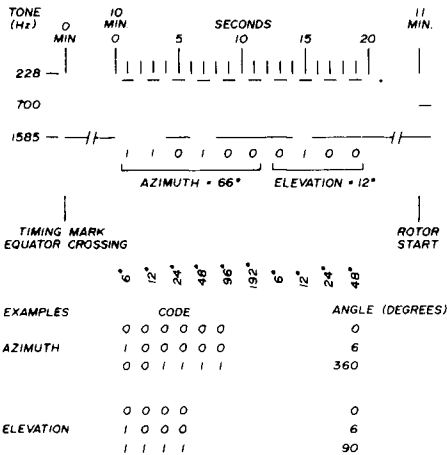 TONE (Hz) 0 MIN 10 MIN. SECONDS 11 MIN.
0 5 10 15 20
228
700
1585
1 1 0 1 0 0 0 1 0 0
AZIMUTH = 66° ELEVATION = 12°
TIMING MARK ROTOR
EQUATOR CROSSING START
6° 12° 24° 48° 96° 192° 6° 12° 24° 48°
EXAMPLES CODE ANGLE (DEGREES)
0 0 0 0 0 0 0
AZIMUTH 1 0 0 0 0 0 6
0 0 1 1 1 1 360
0 0 0 0 0
ELEVATION 1 0 0 0 6
1 1 1 1 90